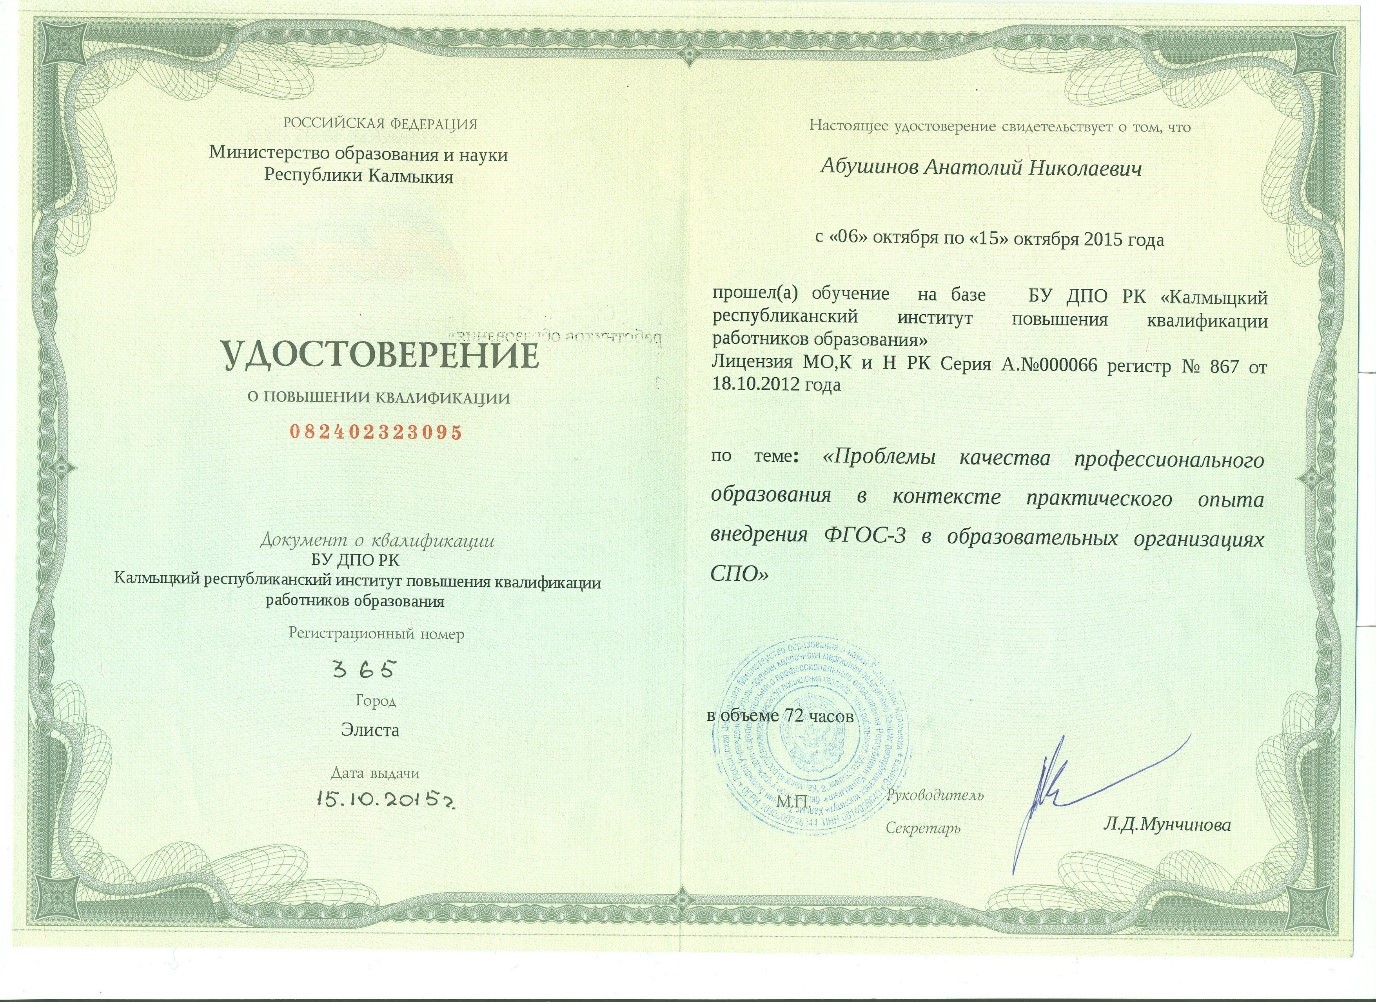 РОССИЙСКАЯ ФЕДЕРАЦИЯ
Министерство образования и науки
Республики Калмыкия
УДОСТОВЕРЕНИЕ
О ПОВЫШЕНИИ КВАЛИФИКАЦИИ
082402323095
Документ о квалификации
БУ ДПО РК
Калмыцкий республиканский институт повышения квалификации
работников образования
Регистрационный номер
365
Город
Элиста
Дата выдачи
15.10.2015г
Настоящее удостоверение свидетельствует о том, что
Абушинов Анатолий Николаевич
с «06» октября по «15» октября 2015 года
прошел(а) обучение на базе БУ ДПО РК «Калмыцкий
республиканский институт повышения квалификации
работников образования»
Лицензия МО,К и Н РК Серия А.№000066 регистр № 867 от
18.10.2012 года
по теме: «Проблемы качества профессионального
образования в контексте практического опыта
внедрения ФГОС-3 в образовательных организациях
СПО»
в объеме 72 часов
М.П.
Руководитель
Секретарь
Л.Д.Мунчинова